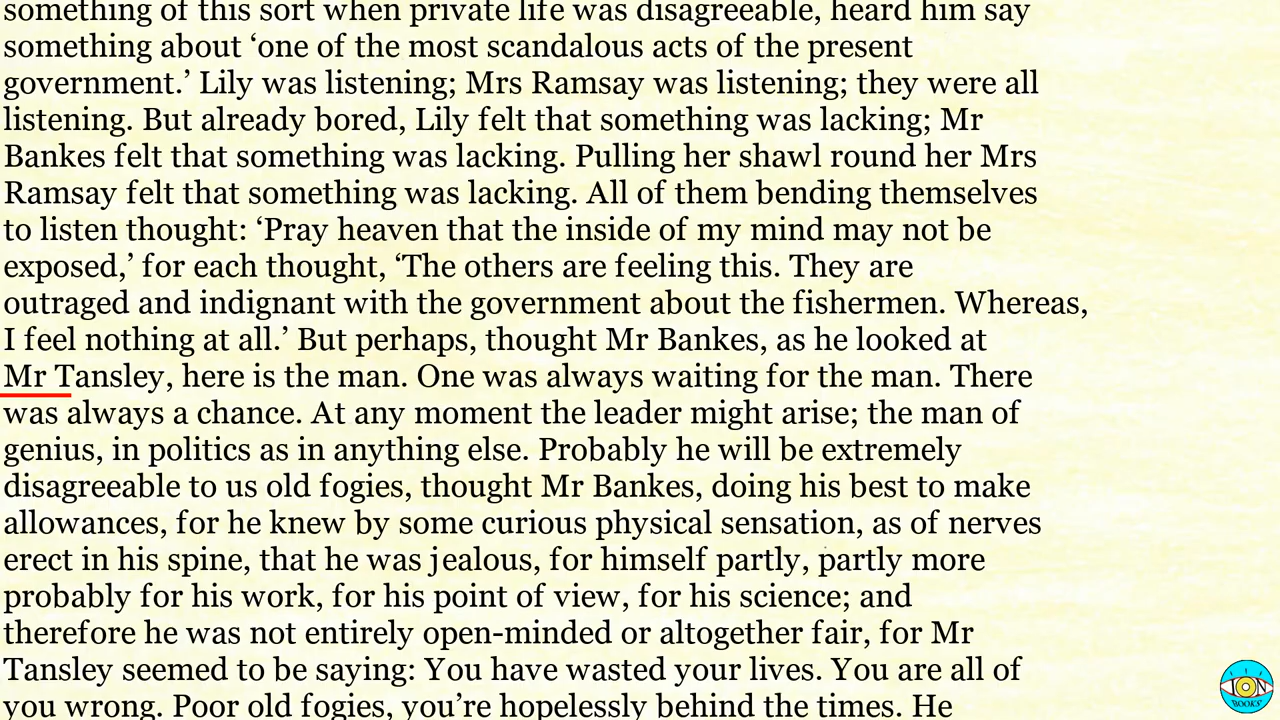 something of this sort when private life was disagreeable, heard him say
something about ‘one of the most scandalous acts of the present
government.’ Lily was listening; Mrs Ramsay was listening; they were all
listening. But already bored, Lily felt that something was lacking; Mr
Bankes felt that something was lacking. Pulling her shawl round her Mrs
Ramsay felt that something was lacking. All of them bending themselves
to listen thought: ‘Pray heaven that the inside of my mind may not be
exposed,’ for each thought, ‘The others are feeling this. They are
outraged and indignant with the government about the fishermen. Whereas,
I feel nothing at all.’ But perhaps, thought Mr Bankes, as he looked at
Mr Tansley, here is the man. One was always waiting for the man. There
was always a chance. At any moment the leader might arise; the man of
genius, in politics as in anything else. Probably he will be extremely
disagreeable to us old fogies, thought Mr Bankes, doing his best to make
allowances, for he knew by some curious physical sensation, as of nerves
erect in his spine, that he was jealous, for himself partly, partly more
probably for his work, for his point of view, for his science; and
therefore he was not entirely open-minded or altogether fair, for Mr
Tansley seemed to be saying: You have wasted your lives. You are all of
you wrong. Poor old fogies, you’re hopelessly behind the times. He
ION
BOOKS